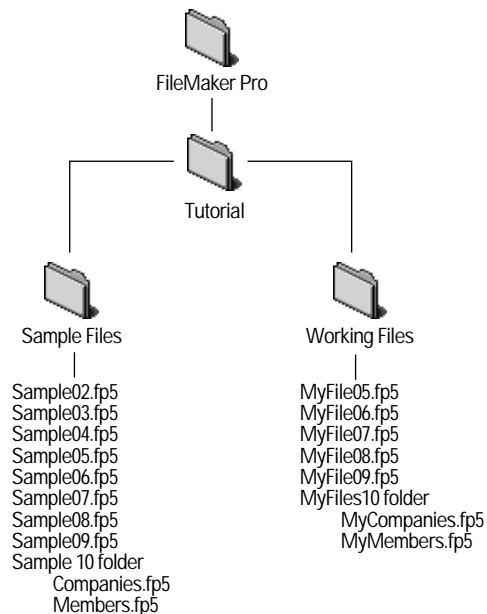 FileMaker Pro
Tutorial
Sample Files
Sample02.fp5
Sample03.fp5
Sample04.fp5
Sample05.fp5
Sample06.fp5
Sample07.fp5
Sample08.fp5
Sample09.fp5
Sample 10 folder
Companies.fp5
Members.fp5
Working Files
MyFile05.fp5
MyFile06.fp5
MyFile07.fp5
MyFile08.fp5
MyFile09.fp5
MyFiles10 folder
MyCompanies.fp5
MyMembers.fp5